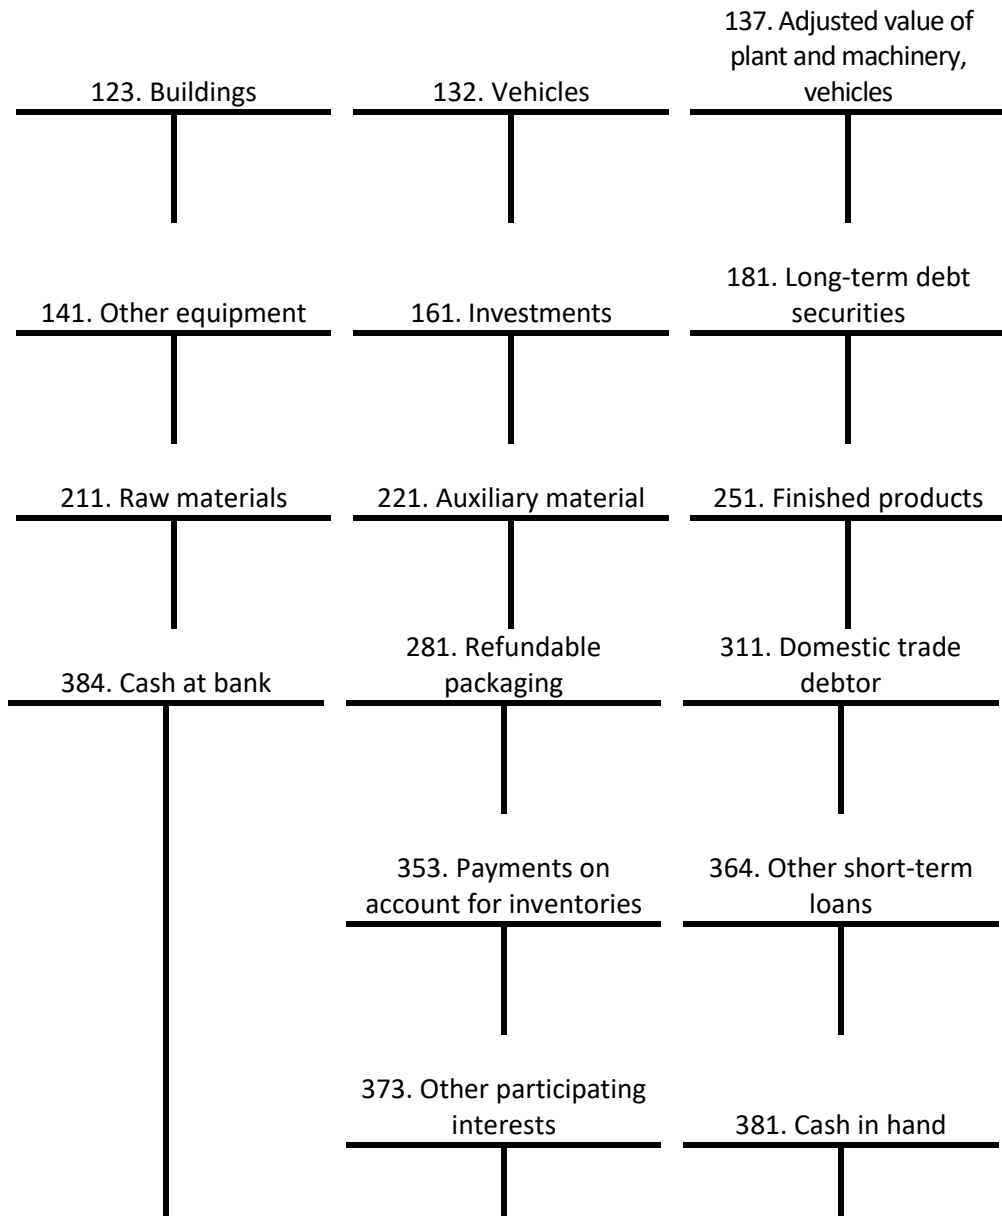 123. Buildings
132. Vehicles
137. Adjusted value of
plant and machinery,
vehicles
141. Other equipment
161. Investments
181. Long-term debt
securities
211. Raw materials
221. Auxiliary material
251. Finished products
384. Cash at bank
281. Refundable
packaging
311. Domestic trade
debtor
353. Payments on
account for inventories
364. Other short-term
loans
373. Other participating
interests
381. Cash in hand